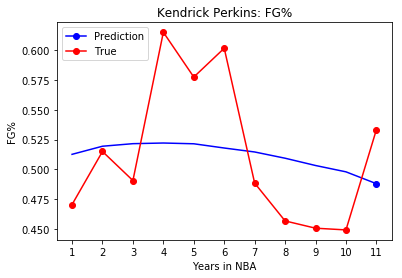 Kendrick Perkins: FG%
Prediction
True
FG%
0.600
0.575
0.550
0.525
0.500
0.475
0.450
1 2 3 4 5 6 7 8 9 10 11
Years in NBA